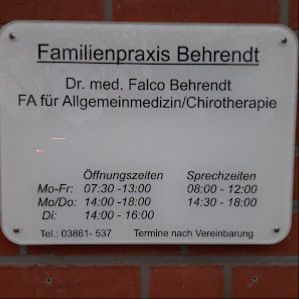 Familienpraxis Behrendt
Dr. med. Falco Behrendt
FA für Allgemeinmedizin/Chirotherapie
Öffnungszeiten Sprechzeiten
Mo-Fr: 07:30 -13:00 08:00 - 12:00
Mo/Do: 14:00 -18:00 14:30 - 18:00
Di: 14:00 - 16:00
Tel.: 03861- 537 Termine nach Vereinbarung